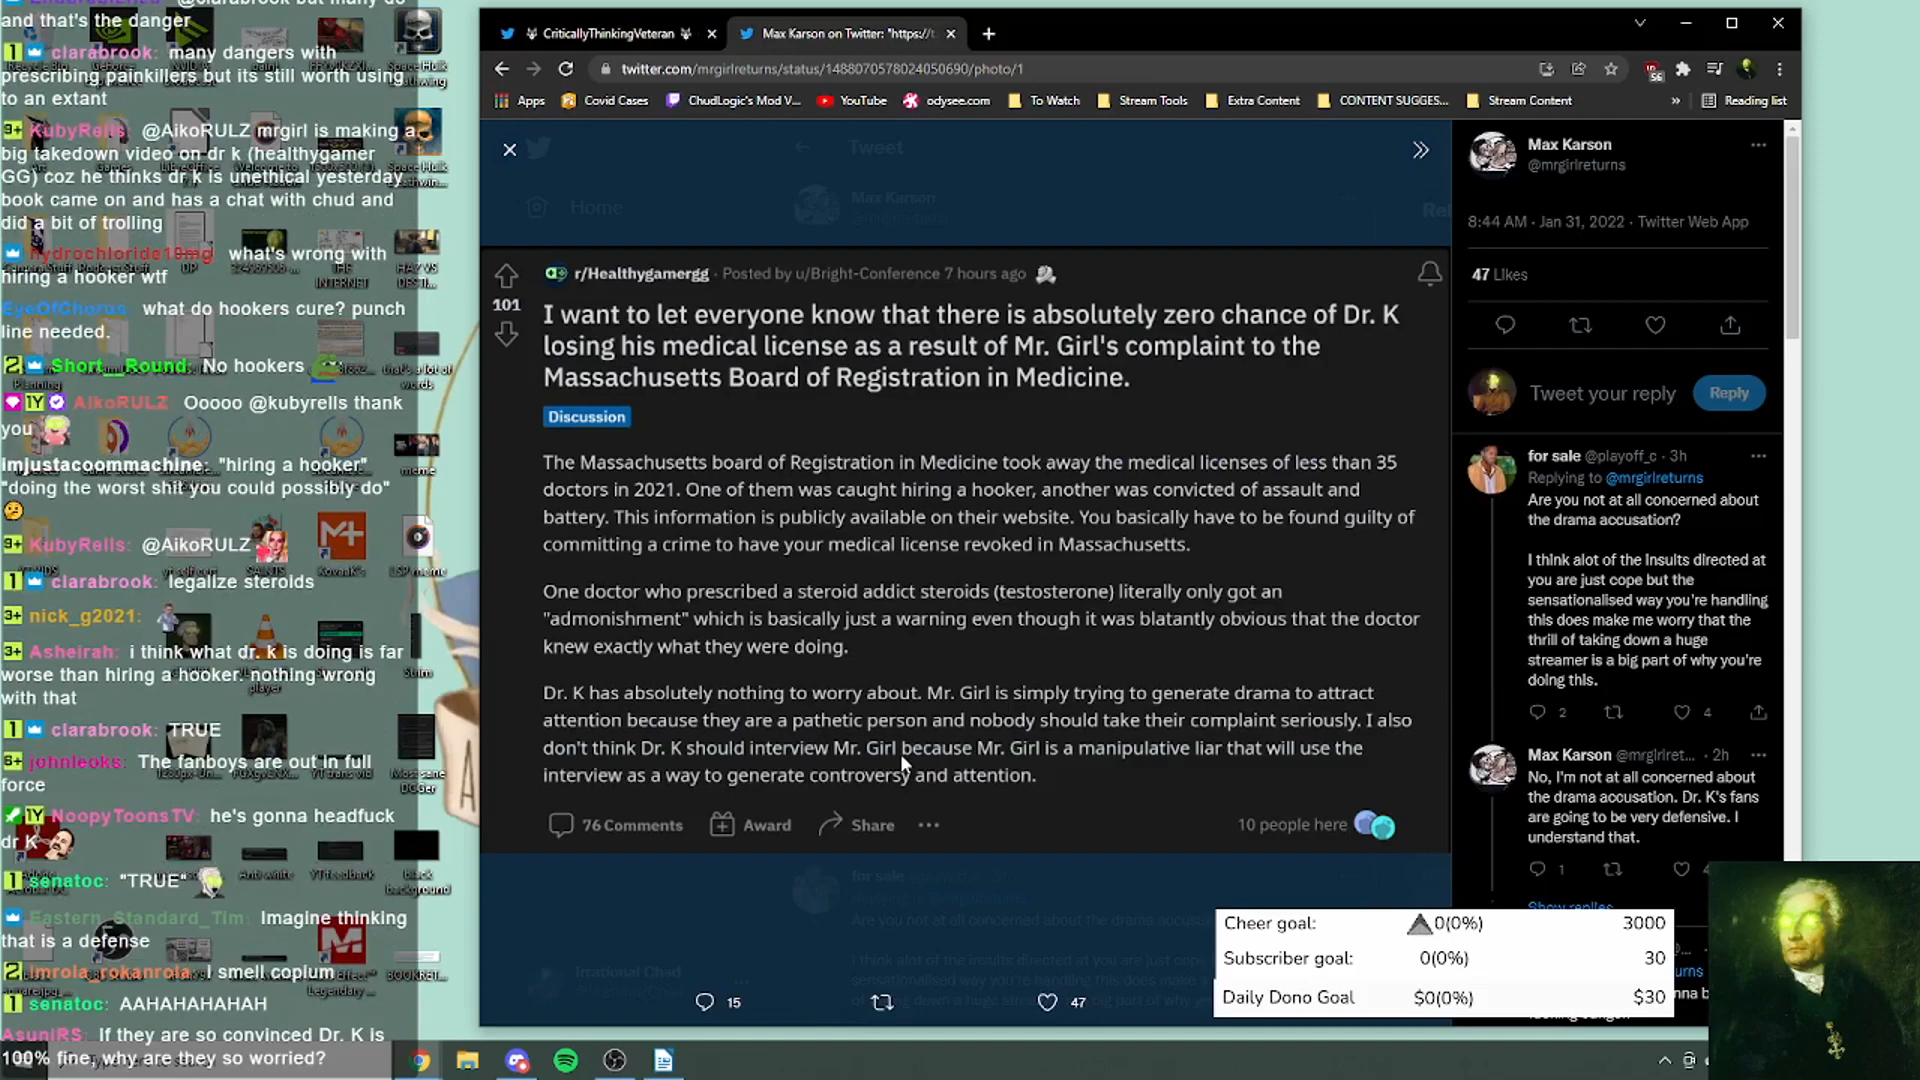 @clarabrook but many do
and that's the danger
clarabrook: many dangers with
prescribing painkillers but its still worth using
to an extant
KubyRells: @AikoRULZ mrgirl is making a
big takedown video on dr k (healthygamer
GG) coz he thinks dr k is unethical yesterday
book came on and has a chat with chud and
did a bit of trolling
hydrochloride10mg: what's wrong with
hiring a hooker wtf
EyeOfChorus: what do hookers cure? punch
line needed.
Short__Round: No hookers
AikoRULZ: Ooooo @kubyrells thank
you
Imjustacoommachine: "hiring a hooker"
"doing the worst shit you could possibly do"
KubyRells: @AikoRULZ
clarabrook: legalize steroids
nick_g2021:
Asheirah: i think what dr. k is doing is far
worse than hiring a hooker. nothing wrong
with that
clarabrook: TRUE
johnleoks: The fanboys are out in full
force
NoopyToonsTV: he's gonna headfuck
dr K
senatoc: "TRUE"
Eastern_Standard_Tim: Imagine thinking
that is a defense
imrola_rokanrola: I smell copium
senatoc: AAHAHAHAHAH
AsuniRS: If they are so convinced Dr. K is
100% fine, why are they so worried?
CriticallyThinkingVeteran
Max Karson on Twitter: "https://t.
twitter.com/mrgirlreturns/status/1488070578024050690/photo/1
56
Apps
Covid Cases
ChudLogic's Mod V...
YouTube
odysee.com
To Watch
Stream Tools
Extra Content
CONTENT SUGGES...
Stream Content
Reading list
Tweet
Home
Max Karson
r/Healthygamergg · Posted by u/Bright-Conference 7 hours ago
101
I want to let everyone know that there is absolutely zero chance of Dr. K
losing his medical license as a result of Mr. Girl's complaint to the
Massachusetts Board of Registration in Medicine.
Discussion
The Massachusetts board of Registration in Medicine took away the medical licenses of less than 35
doctors in 2021. One of them was caught hiring a hooker, another was convicted of assault and
battery. This information is publicly available on their website. You basically have to be found guilty of
committing a crime to have your medical license revoked in Massachusetts.
One doctor who prescribed a steroid addict steroids (testosterone) literally only got an
"admonishment" which is basically just a warning even though it was blatantly obvious that the doctor
knew exactly what they were doing.
Dr. K has absolutely nothing to worry about. Mr. Girl is simply trying to generate drama to attract
attention because they are a pathetic person and nobody should take their complaint seriously. I also
don't think Dr. K should interview Mr. Girl because Mr. Girl is a manipulative liar that will use the
interview as a way to generate controversy and attention.
76 Comments
Award
Share
10 people here
15
47
Max Karson
@mrgirlreturns
8:44 AM · Jan 31, 2022 · Twitter Web App
47 Likes
Tweet your reply
Reply
for sale @playoff_c · 3h
Replying to @mrgirlreturns
Are you not at all concerned about
the drama accusation?
I think alot of the insults directed at
you are just cope but the
sensationalised way you're handling
this does make me worry that the
thrill of taking down a huge
streamer is a big part of why you're
doing this.
2
4
Max Karson @mrgirlret... · 2h
No, I'm not at all concerned about
the drama accusation. Dr. K's fans
are going to be very defensive. I
understand that.
1
4
Show replies
Cheer goal: 0(0%) 3000
Subscriber goal: 0(0%) 30
Daily Dono Goal $0(0%) $30